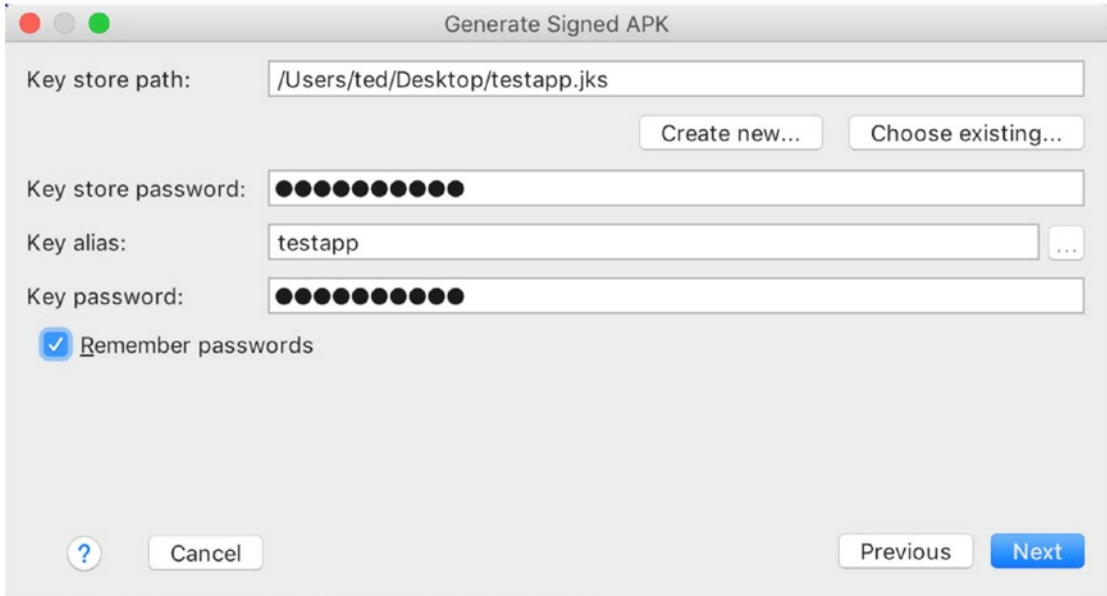 Generate Signed APK
Key store path: /Users/ted/Desktop/testapp.jks
Create new... Choose existing...
Key store password: ●●●●●●●●●●
Key alias: testapp ...
Key password: ●●●●●●●●●●
Remember passwords
? Cancel Previous Next